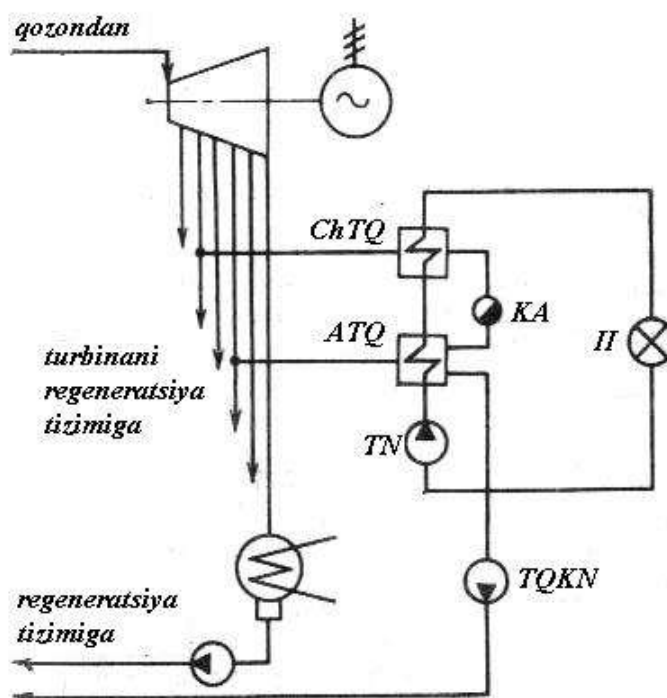 qozondan
ChTQ
KA
ATQ
II
turbinani
regeneratsiya
tizimiga
TN
TQKN
regeneratsiya
tizimiga